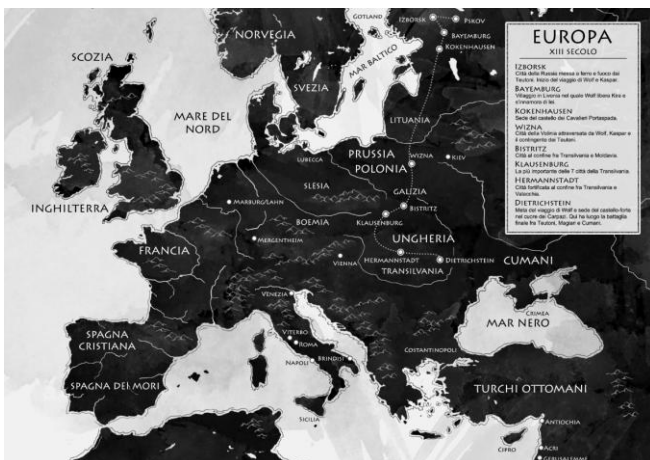 GOTLAND
IZBORSK
PSKOV
BAYEMBURG
KOKENHAUSEN
NORVEGIA
SCOZIA
MAR BALTICO
SVEZIA
MARE DEL
NORD
LITUANIA
LUBECCA
PRUSSIA
POLONIA
WIZNA
KIEV
SLESIA
GALIZIA
INGHILTERRA
MARBURG/LAHN
BISTRITZ
BOEMIA
KLAUSENBURG
MERGENTHEIM
UNGHERIA
FRANCIA
VIENNA
HERMANNSTADT
DIETRICHSTEIN
TRANSILVANIA
CUMANI
VENEZIA
CRIMEA
MAR NERO
SPAGNA
CRISTIANA
VITERBO
ROMA
NAPOLI
BRINDISI
COSTANTINOPOLI
SPAGNA DEI MORI
TURCHI OTTOMANI
SICILIA
ANTIOCHIA
CIPRO
ACRI
GERUSALEMME
EUROPA
XIII SECOLO
IZBORSK
Città della Russia messa a ferro e fuoco dai
Teutoni. Inizio del viaggio di Wolf e Kaspar.
BAYEMBURG
Villaggio in Livonia nel quale Wolf libera Kira e
s'innamora di lei.
KOKENHAUSEN
Sede del castello dei Cavalieri Portaspada.
WIZNA
Città della Volinia attraversata da Wolf, Kaspar e
il contingente dei Teutoni.
BISTRITZ
Città al confine fra Transilvania e Moldavia.
KLAUSENBURG
La più importante delle 7 città della Transilvania.
HERMANNSTADT
Città fortificata al confine fra Transilvania e
Valacchia.
DIETRICHSTEIN
Meta del viaggio di Wolf e sede del castello-forte
nel cuore dei Carpazi. Qui ha luogo la battaglia
finale fra Teutoni, Magiari e Cumani.